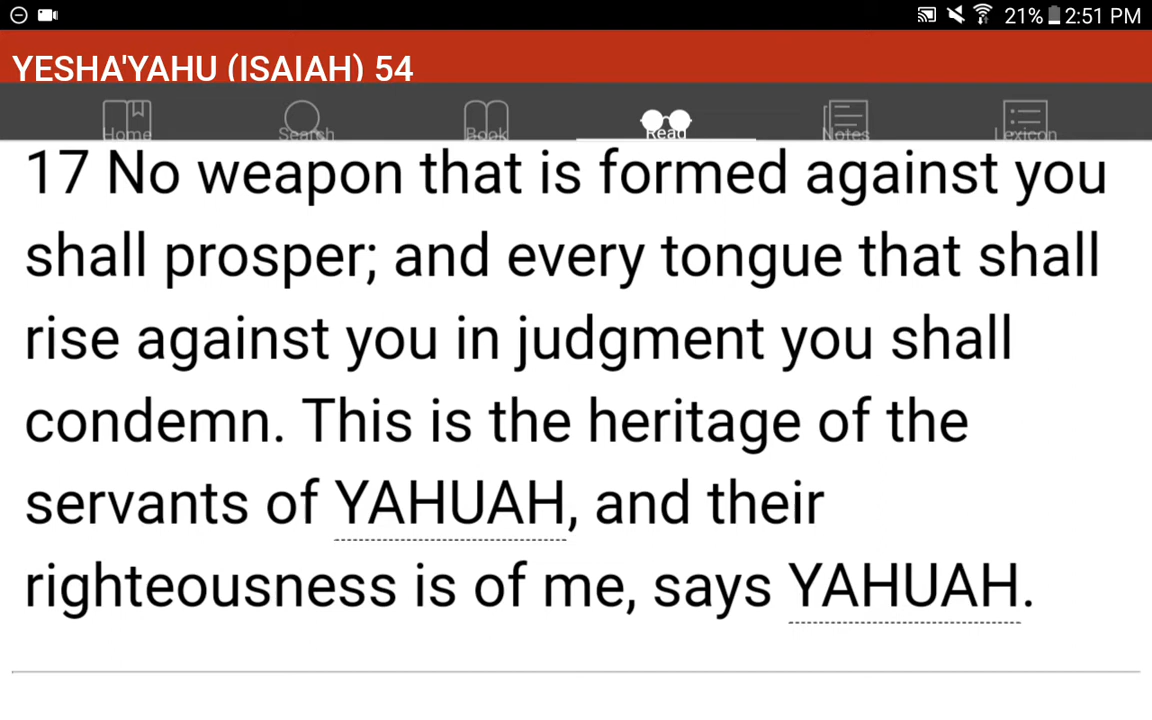 21% 2:51 PM
YESHA'YAHU (ISAIAH) 54
Home Search Book Read Notes Lexicon
17 No weapon that is formed against you
shall prosper; and every tongue that shall
rise against you in judgment you shall
condemn. This is the heritage of the
servants of YAHUAH, and their
righteousness is of me, says YAHUAH.